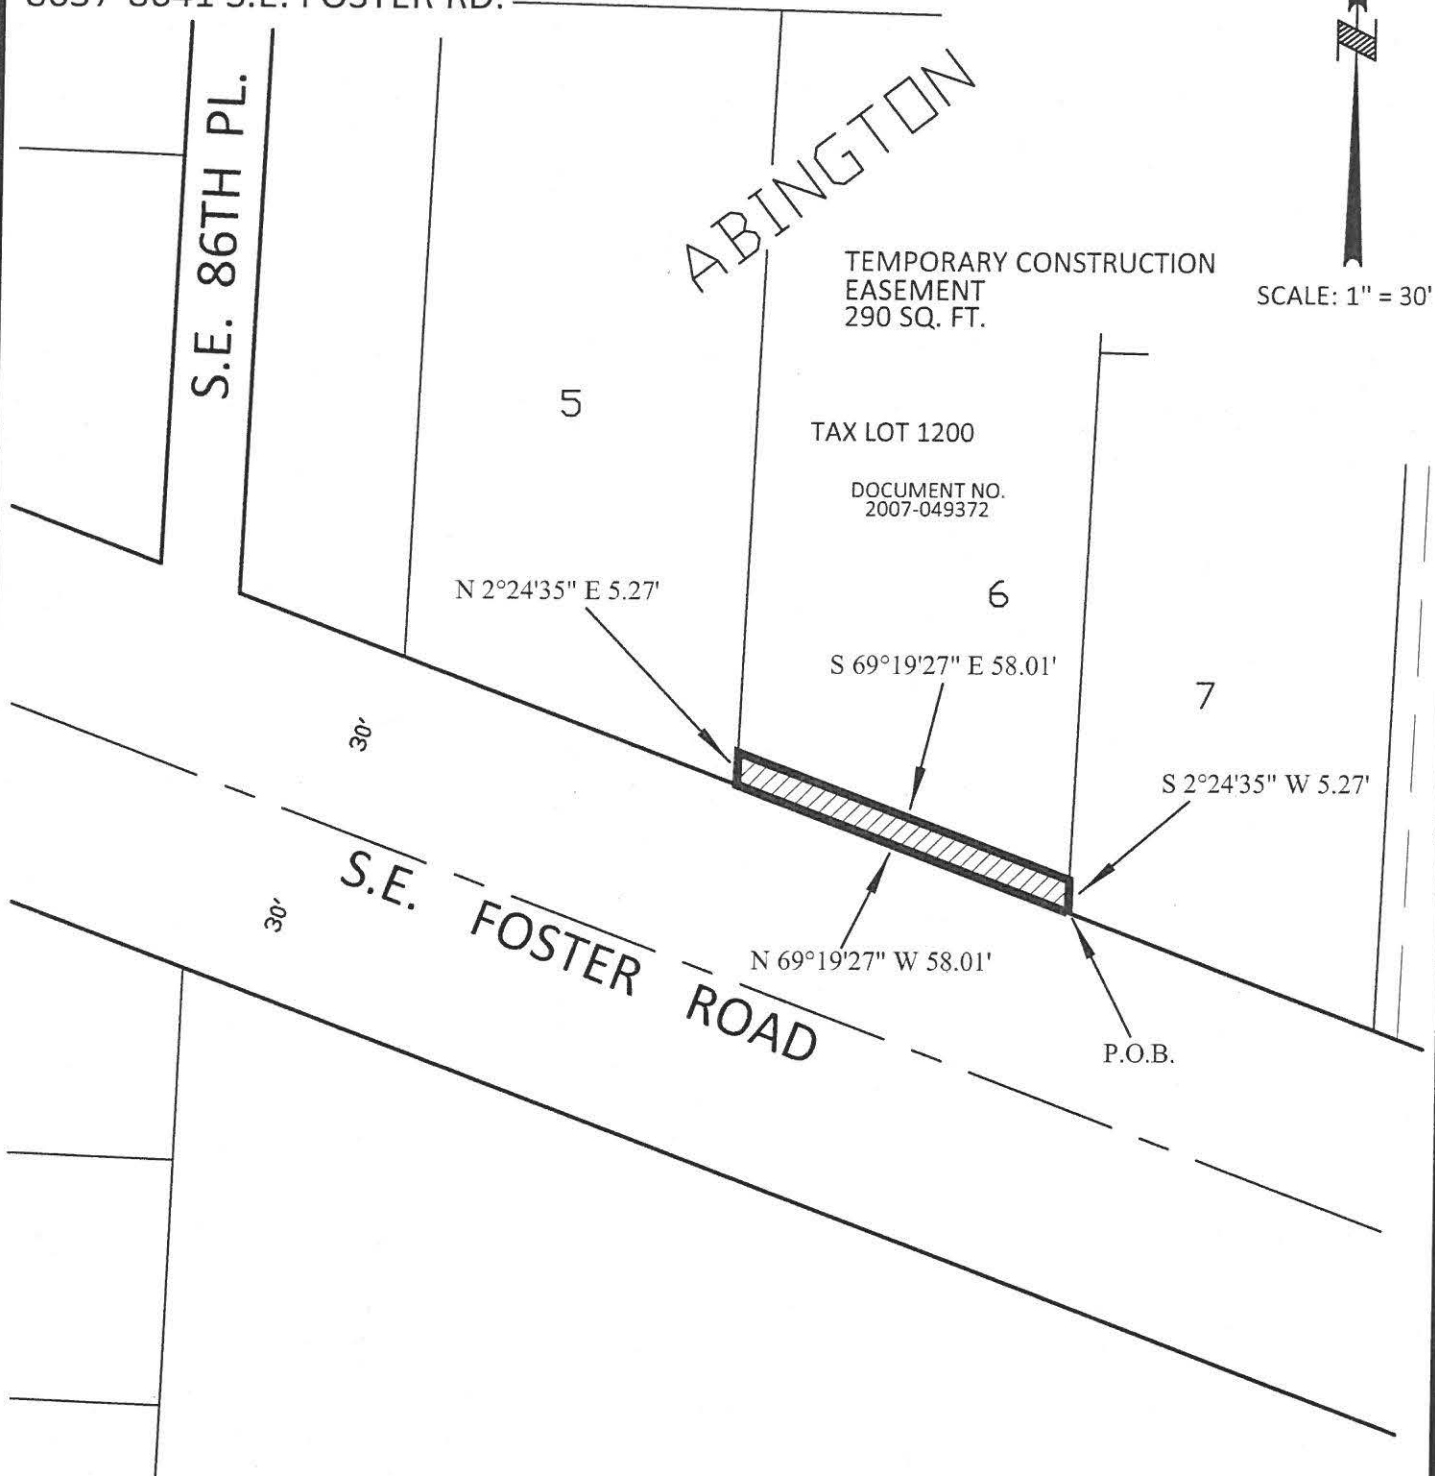 S.E. FOSTER RD.
S.E. 86TH PL.
ABINGTON
TEMPORARY CONSTRUCTION
EASEMENT
290 SQ. FT.
SCALE: 1" = 30'
5
TAX LOT 1200
DOCUMENT NO.
2007-049372
N 2°24'35" E 5.27'
6
S 69°19'27" E 58.01'
7
S 2°24'35" W 5.27'
30'
S.E. FOSTER ROAD
30'
N 69°19'27" W 58.01'
P.O.B.